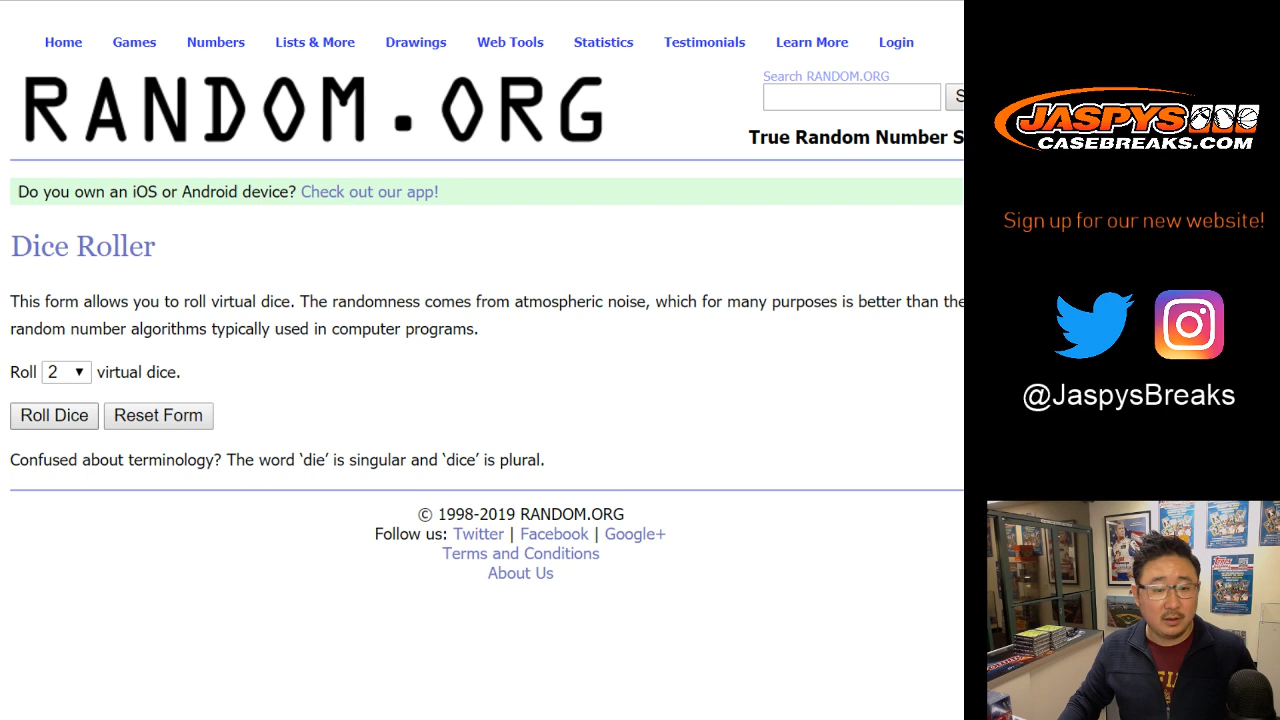 Home Games Numbers Lists & More Drawings Web Tools Statistics Testimonials Learn More Login
RANDOM.ORG
Search RANDOM.ORG
S
True Random Number S
Do you own an iOS or Android device? Check out our app!
Dice Roller
This form allows you to roll virtual dice. The randomness comes from atmospheric noise, which for many purposes is better than the
random number algorithms typically used in computer programs.
Roll 2 virtual dice.
Roll Dice Reset Form
Confused about terminology? The word ‘die’ is singular and ‘dice’ is plural.
© 1998-2019 RANDOM.ORG
Follow us: Twitter | Facebook | Google+
Terms and Conditions
About Us
JASPYS
CASEBREAKS.COM
Sign up for our new website!
@JaspysBreaks